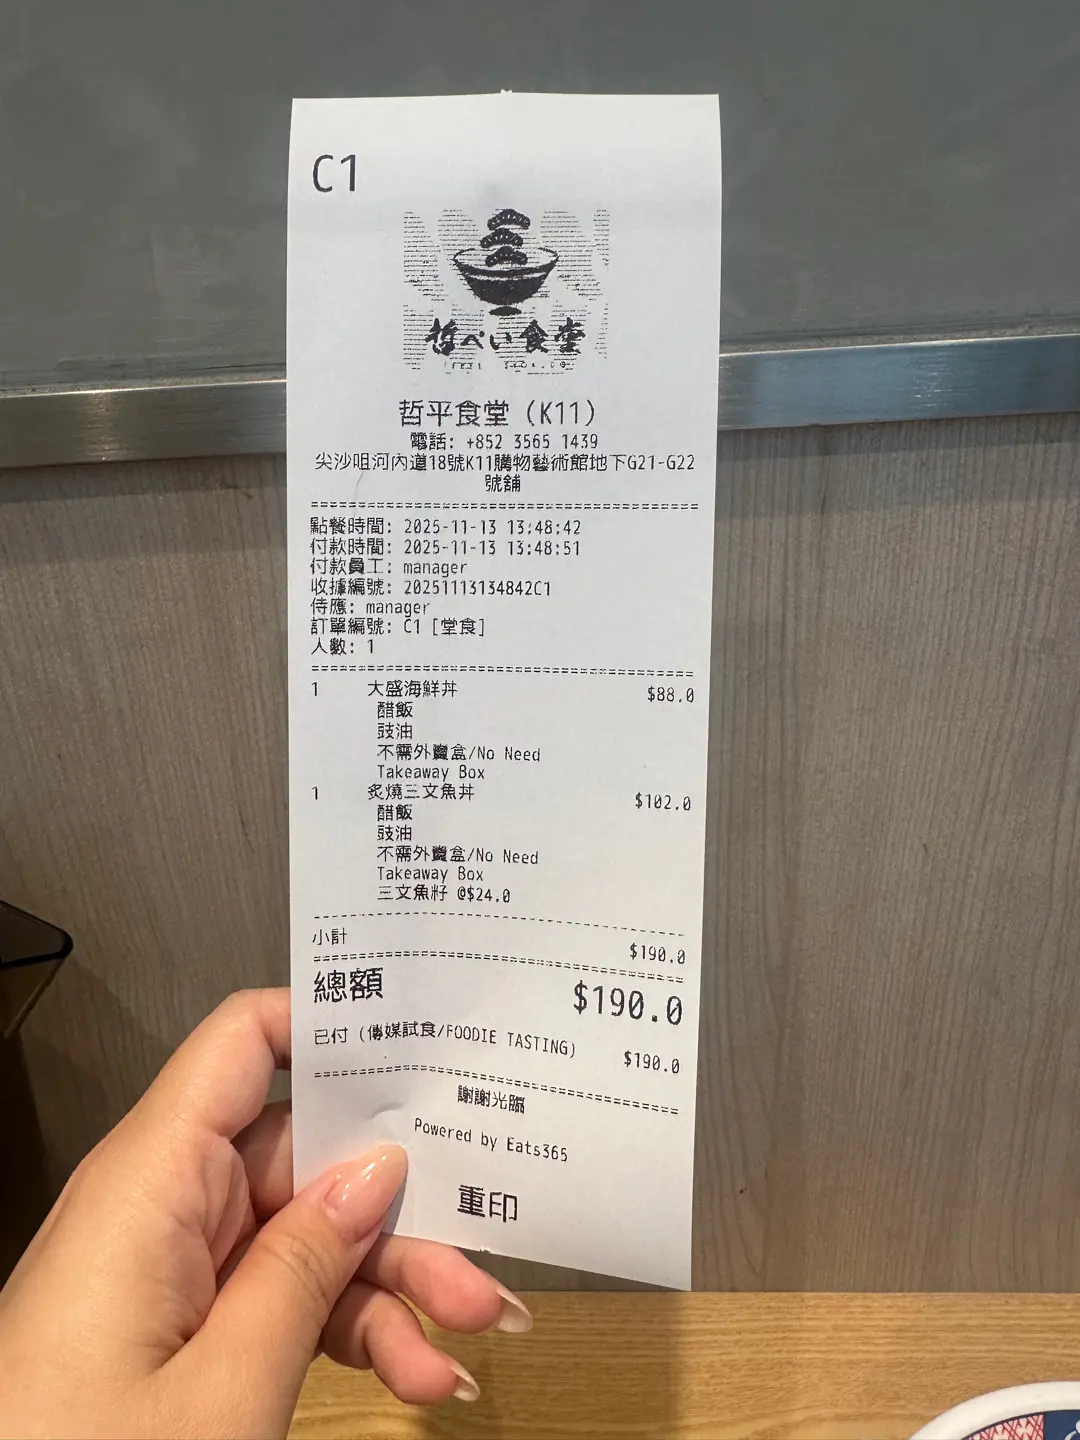 C1
哲ぺい食堂
哲平食堂 (K11)
電話: +852 3565 1439
尖沙咀河內道18號K11購物藝術館地下G21-G22
號舖
點餐時間: 2025-11-13 13:48:42
付款時間: 2025-11-13 13:48:51
付款員工: manager
收據編號: 20251113134842C1
侍應: manager
訂單編號: C1 [堂食]
人數: 1
1 大盛海鮮丼 $88.0
醋飯
豉油
不需外賣盒/No Need
Takeaway Box
1 炙燒三文魚丼 $102.0
醋飯
豉油
不需外賣盒/No Need
Takeaway Box
三文魚籽 @$24.0
小計 $190.0
總額 $190.0
已付 (傳媒試食/FOODIE TASTING) $190.0
謝謝光臨
Powered by Eats365
重印